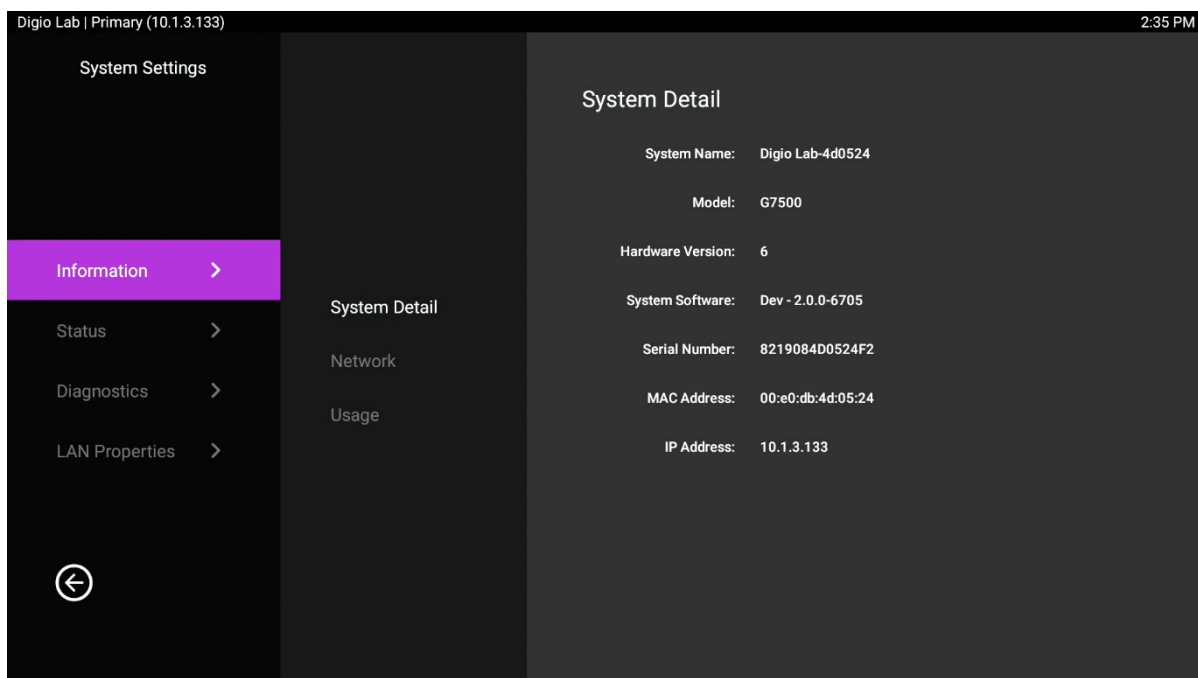 Digio Lab | Primary (10.1.3.133)
2:35 PM
System Settings
Information
Status
Diagnostics
LAN Properties
System Detail
Network
Usage
System Detail
System Name: Digio Lab-4d0524
Model: G7500
Hardware Version: 6
System Software: Dev - 2.0.0-6705
Serial Number: 8219084D0524F2
MAC Address: 00:e0:db:4d:05:24
IP Address: 10.1.3.133